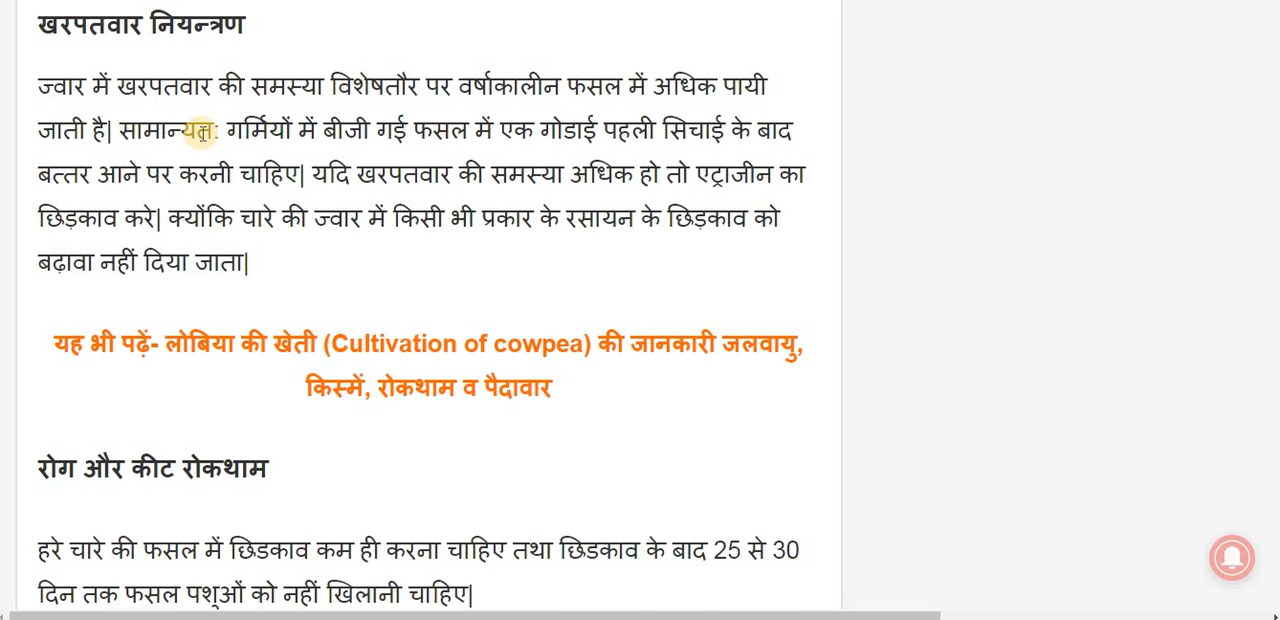 खरपतवार नियन्त्रण
ज्वार में खरपतवार की समस्या विशेषतौर पर वर्षाकालीन फसल में अधिक पायी
जाती है| सामान्यत: गर्मियों में बीजी गई फसल में एक गोडाई पहली सिचाई के बाद
बत्तर आने पर करनी चाहिए| यदि खरपतवार की समस्या अधिक हो तो एट्राजीन का
छिड़काव करे| क्योंकि चारे की ज्वार में किसी भी प्रकार के रसायन के छिड़काव को
बढ़ावा नहीं दिया जाता|
यह भी पढ़ें- लोबिया की खेती (Cultivation of cowpea) की जानकारी जलवायु,
किस्में, रोकथाम व पैदावार
रोग और कीट रोकथाम
हरे चारे की फसल में छिडकाव कम ही करना चाहिए तथा छिडकाव के बाद 25 से 30
दिन तक फसल पशुओं को नहीं खिलानी चाहिए|